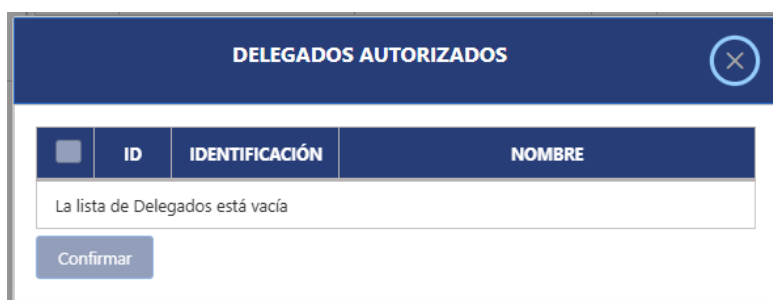 DELEGADOS AUTORIZADOS
ID IDENTIFICACIÓN NOMBRE
La lista de Delegados está vacía
Confirmar